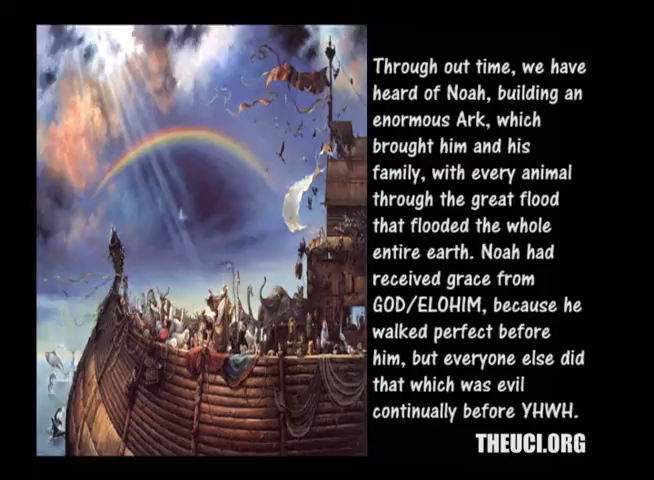 Through out time, we have
heard of Noah, building an
enormous Ark, which
brought him and his
family, with every animal
through the great flood
that flooded the whole
entire earth. Noah had
received grace from
GOD/ELOHIM, because he
walked perfect before
him, but everyone else did
that which was evil
continually before YHWH.
THEUCI.ORG